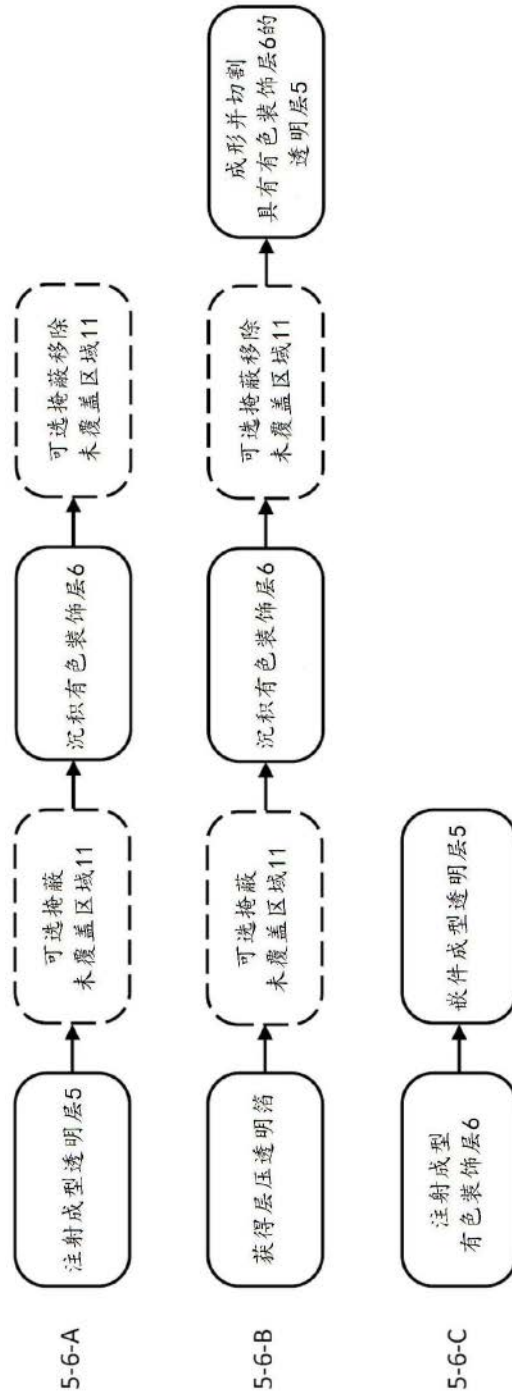 5-6-A
注射成型透明层5
可选掩蔽
未覆盖区域11
沉积有色装饰层6
可选掩蔽移除
未覆盖区域11
5-6-B
获得层压透明箔
可选掩蔽
未覆盖区域11
沉积有色装饰层6
可选掩蔽移除
未覆盖区域11
成形并切割
具有有色装饰层6的
透明层5
5-6-C
注射成型
有色装饰层6
嵌件成型透明层5